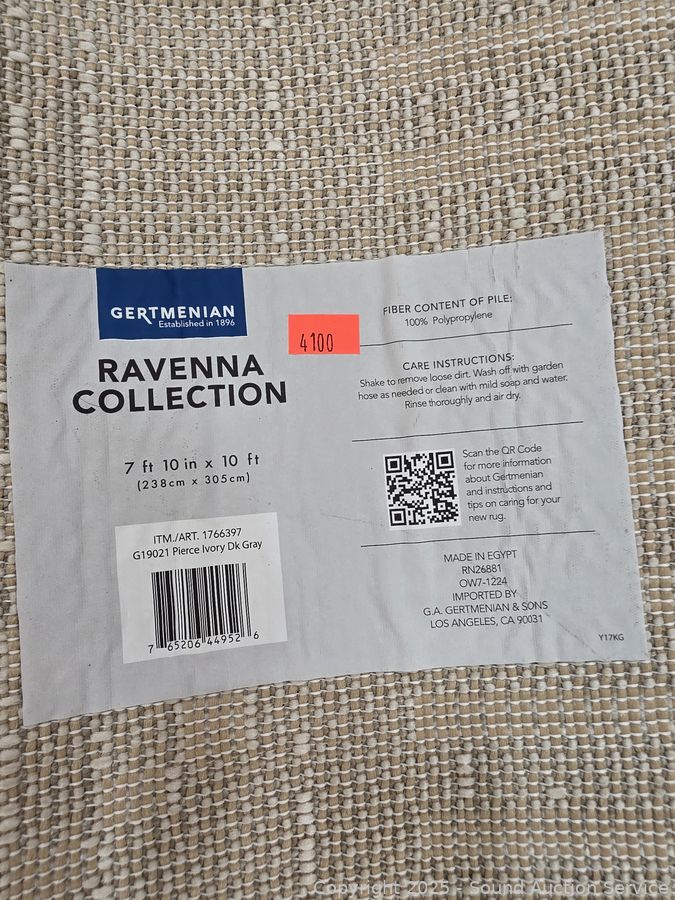 GERTMENIAN
Established in 1896
RAVENNA
COLLECTION
7 ft 10 in x 10 ft
(238cm x 305cm)
ITM./ART. 1766397
G19021 Pierce Ivory Dk Gray
7 65206 44952 6
4100
FIBER CONTENT OF PILE:
100% Polypropylene
CARE INSTRUCTIONS:
Shake to remove loose dirt. Wash off with garden
hose as needed or clean with mild soap and water.
Rinse thoroughly and air dry.
Scan the QR Code
for more information
about Gertmenian
and instructions and
tips on caring for your
new rug.
MADE IN EGYPT
RN26881
OW7-1224
IMPORTED BY
G.A. GERTMENIAN & SONS
LOS ANGELES, CA 90031
Y17KG
Copyright 2025 - Sound Auction Service